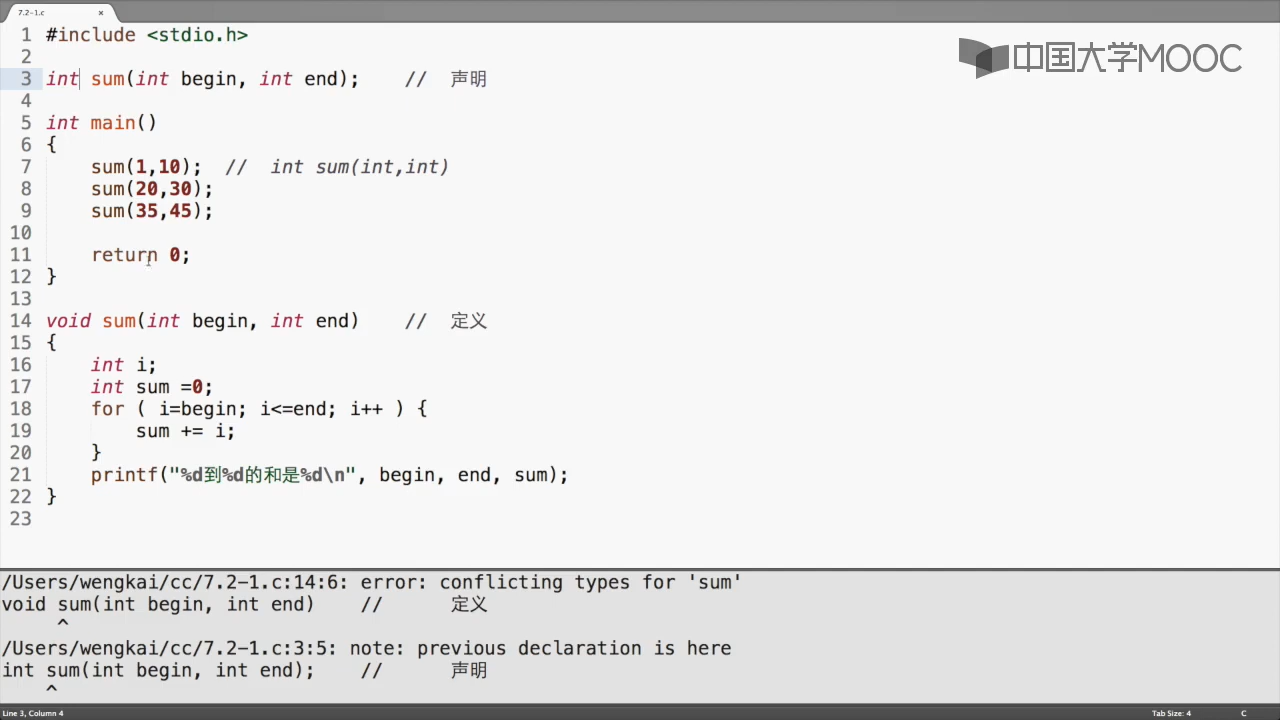 7.2-1.c ×
中国大学MOOC
1 #include <stdio.h>
2
3 int sum(int begin, int end); // 声明
4
5 int main()
6 {
7 sum(1,10); // int sum(int,int)
8 sum(20,30);
9 sum(35,45);
10
11 return 0;
12 }
13
14 void sum(int begin, int end) // 定义
15 {
16 int i;
17 int sum =0;
18 for ( i=begin; i<=end; i++ ) {
19 sum += i;
20 }
21 printf("%d到%d的和是%d\n", begin, end, sum);
22 }
23
/Users/wengkai/cc/7.2-1.c:14:6: error: conflicting types for 'sum'
void sum(int begin, int end) // 定义
^
/Users/wengkai/cc/7.2-1.c:3:5: note: previous declaration is here
int sum(int begin, int end); // 声明
^
Line 3, Column 4 Tab Size: 4 C